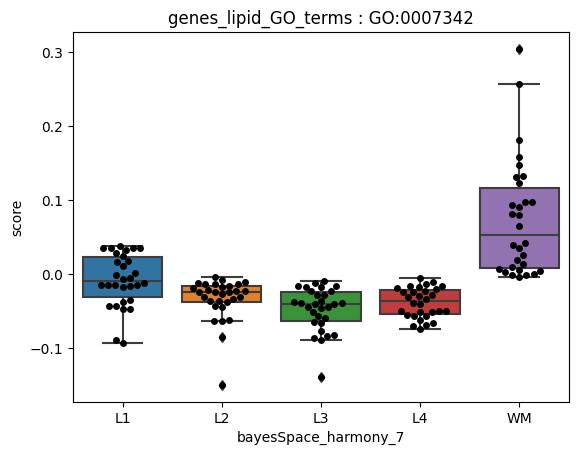 genes_lipid_GO_terms : GO:0007342
0.3
0.2
0.1
0.0
−0.1
score
L1 L2 L3 L4 WM
bayesSpace_harmony_7